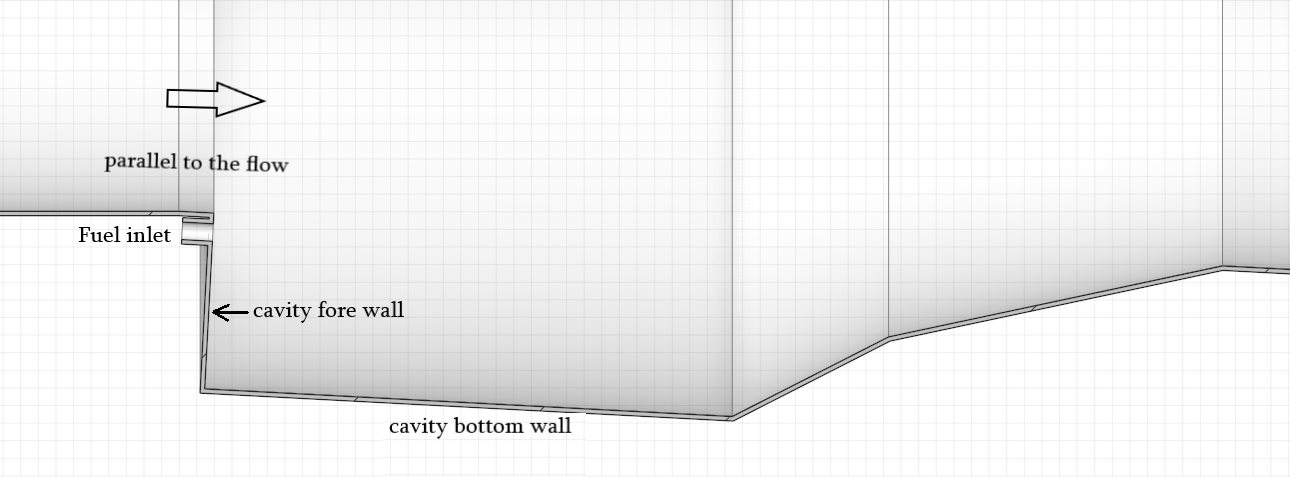 parallel to the flow
Fuel inlet
cavity fore wall
cavity bottom wall